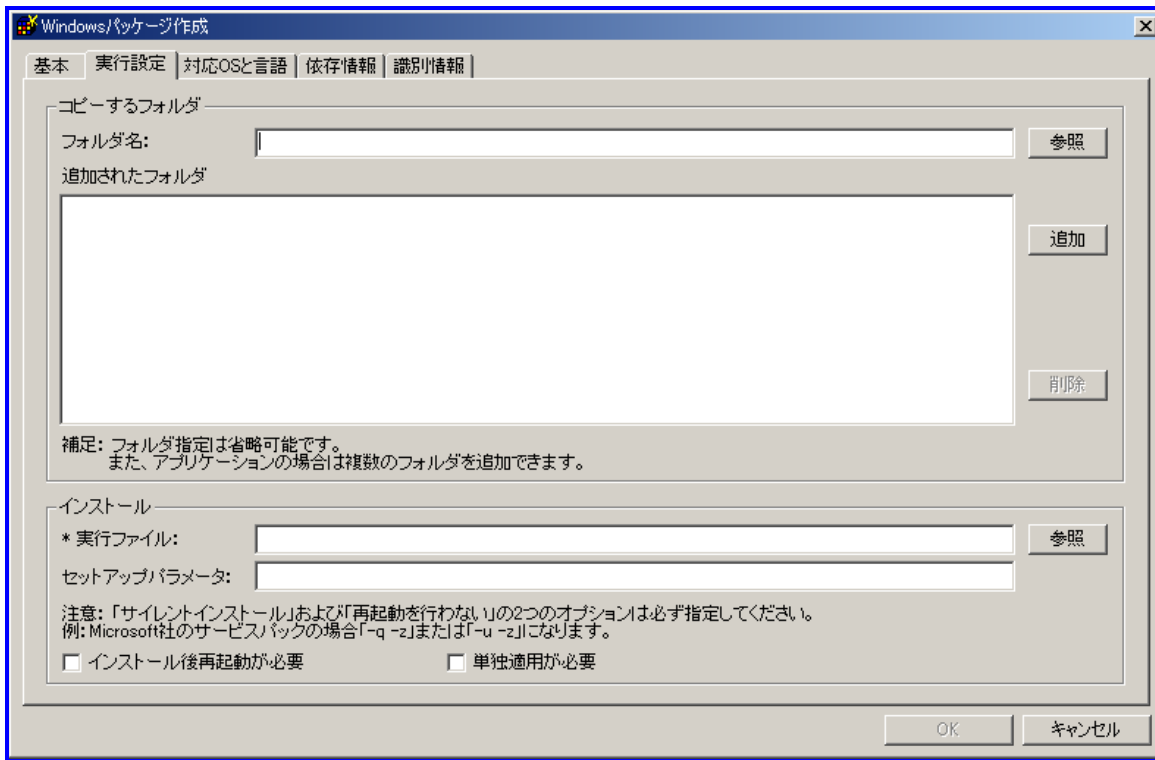 Windowsパッケージ作成
基本 実行設定 対応OSと言語 依存情報 識別情報
コピーするフォルダ
フォルダ名: 参照
追加されたフォルダ
追加
削除
補足: フォルダ指定は省略可能です。
また、アプリケーションの場合は複数のフォルダを追加できます。
インストール
* 実行ファイル: 参照
セットアップパラメータ:
注意: 「サイレントインストール」および「再起動を行わない」の2つのオプションは必ず指定してください。
例: Microsoft社のサービスパックの場合「-q -z」または「-u -z」になります。
インストール後再起動が必要 単独適用が必要
OK キャンセル